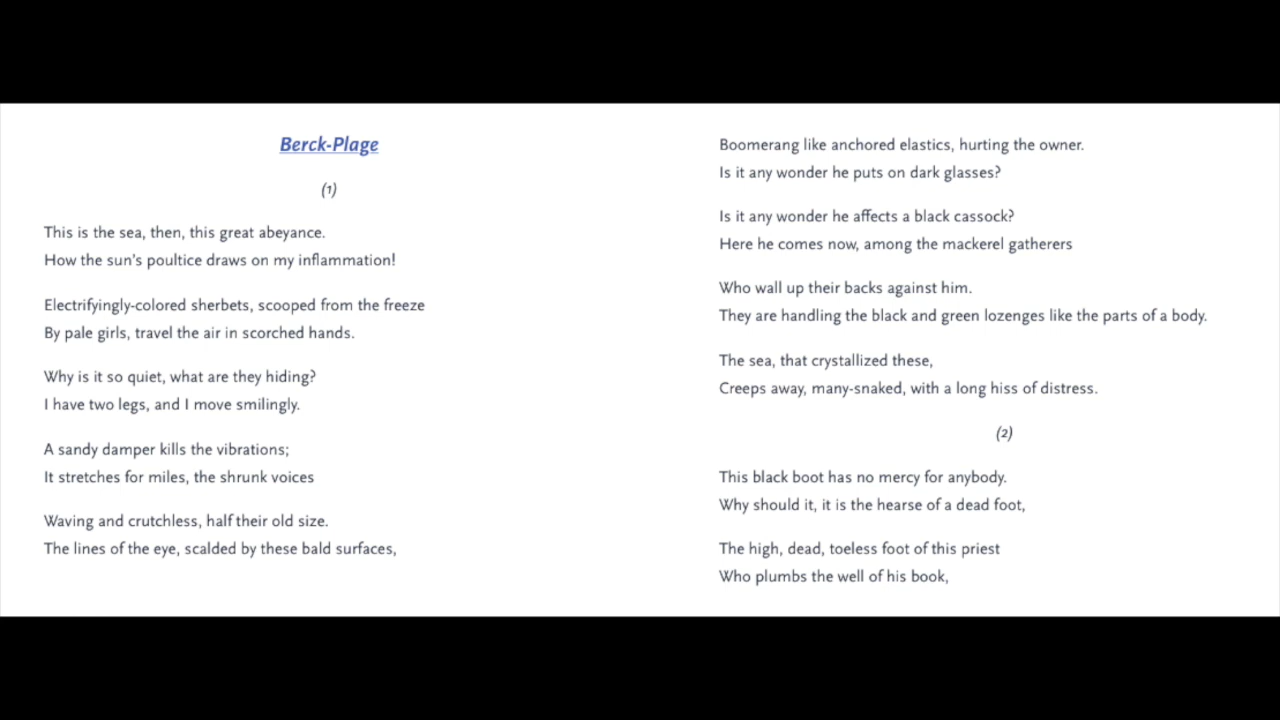 Berck-Plage
(1)
This is the sea, then, this great abeyance.
How the sun's poultice draws on my inflammation!
Electrifyingly-colored sherbets, scooped from the freeze
By pale girls, travel the air in scorched hands.
Why is it so quiet, what are they hiding?
I have two legs, and I move smilingly.
A sandy damper kills the vibrations;
It stretches for miles, the shrunk voices
Waving and crutchless, half their old size.
The lines of the eye, scalded by these bald surfaces,
Boomerang like anchored elastics, hurting the owner.
Is it any wonder he puts on dark glasses?
Is it any wonder he affects a black cassock?
Here he comes now, among the mackerel gatherers
Who wall up their backs against him.
They are handling the black and green lozenges like the parts of a body.
The sea, that crystallized these,
Creeps away, many-snaked, with a long hiss of distress.
(2)
This black boot has no mercy for anybody.
Why should it, it is the hearse of a dead foot,
The high, dead, toeless foot of this priest
Who plumbs the well of his book,